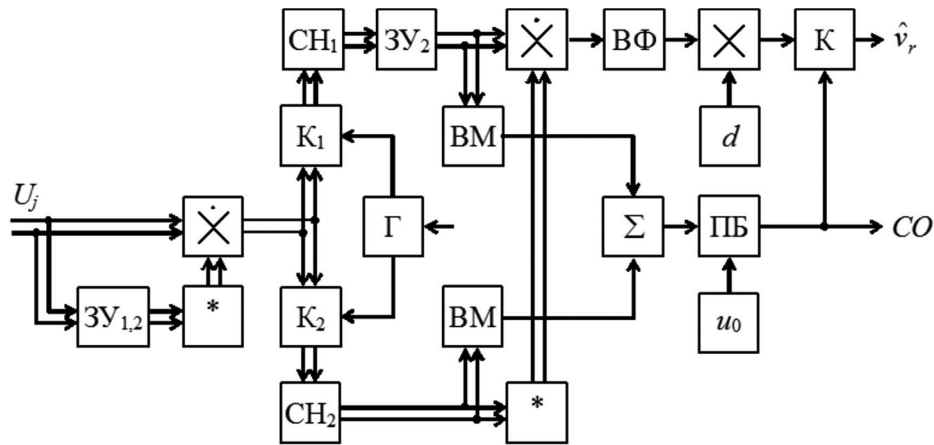 СН₁ ЗУ₂ × ВФ × К v̂ᵣ
К₁ ВМ d
Uⱼ × Г Σ ПБ СО
ЗУ₁,₂ * К₂ ВМ u₀
СН₂ *